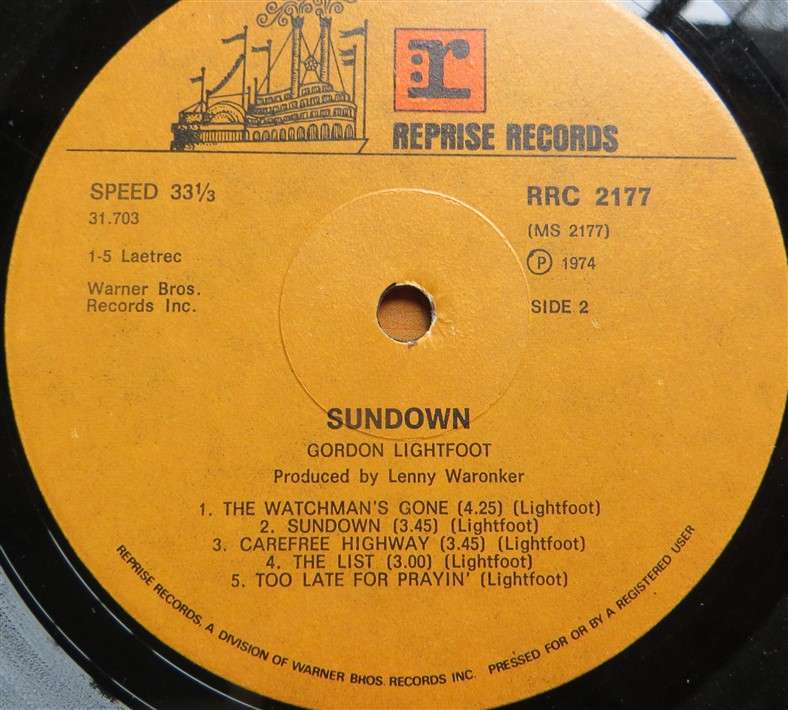 r
REPRISE RECORDS
SPEED 33⅓
31.703
1-5 Laetrec
Warner Bros.
Records Inc.
RRC 2177
(MS 2177)
Ⓟ 1974
SIDE 2
SUNDOWN
GORDON LIGHTFOOT
Produced by Lenny Waronker
1. THE WATCHMAN'S GONE (4.25) (Lightfoot)
2. SUNDOWN (3.45) (Lightfoot)
3. CAREFREE HIGHWAY (3.45) (Lightfoot)
4. THE LIST (3.00) (Lightfoot)
5. TOO LATE FOR PRAYIN' (Lightfoot)
REPRISE RECORDS, A DIVISION OF WARNER BHOS. RECORDS INC. PRESSED FOR OR BY A REGISTERED USER